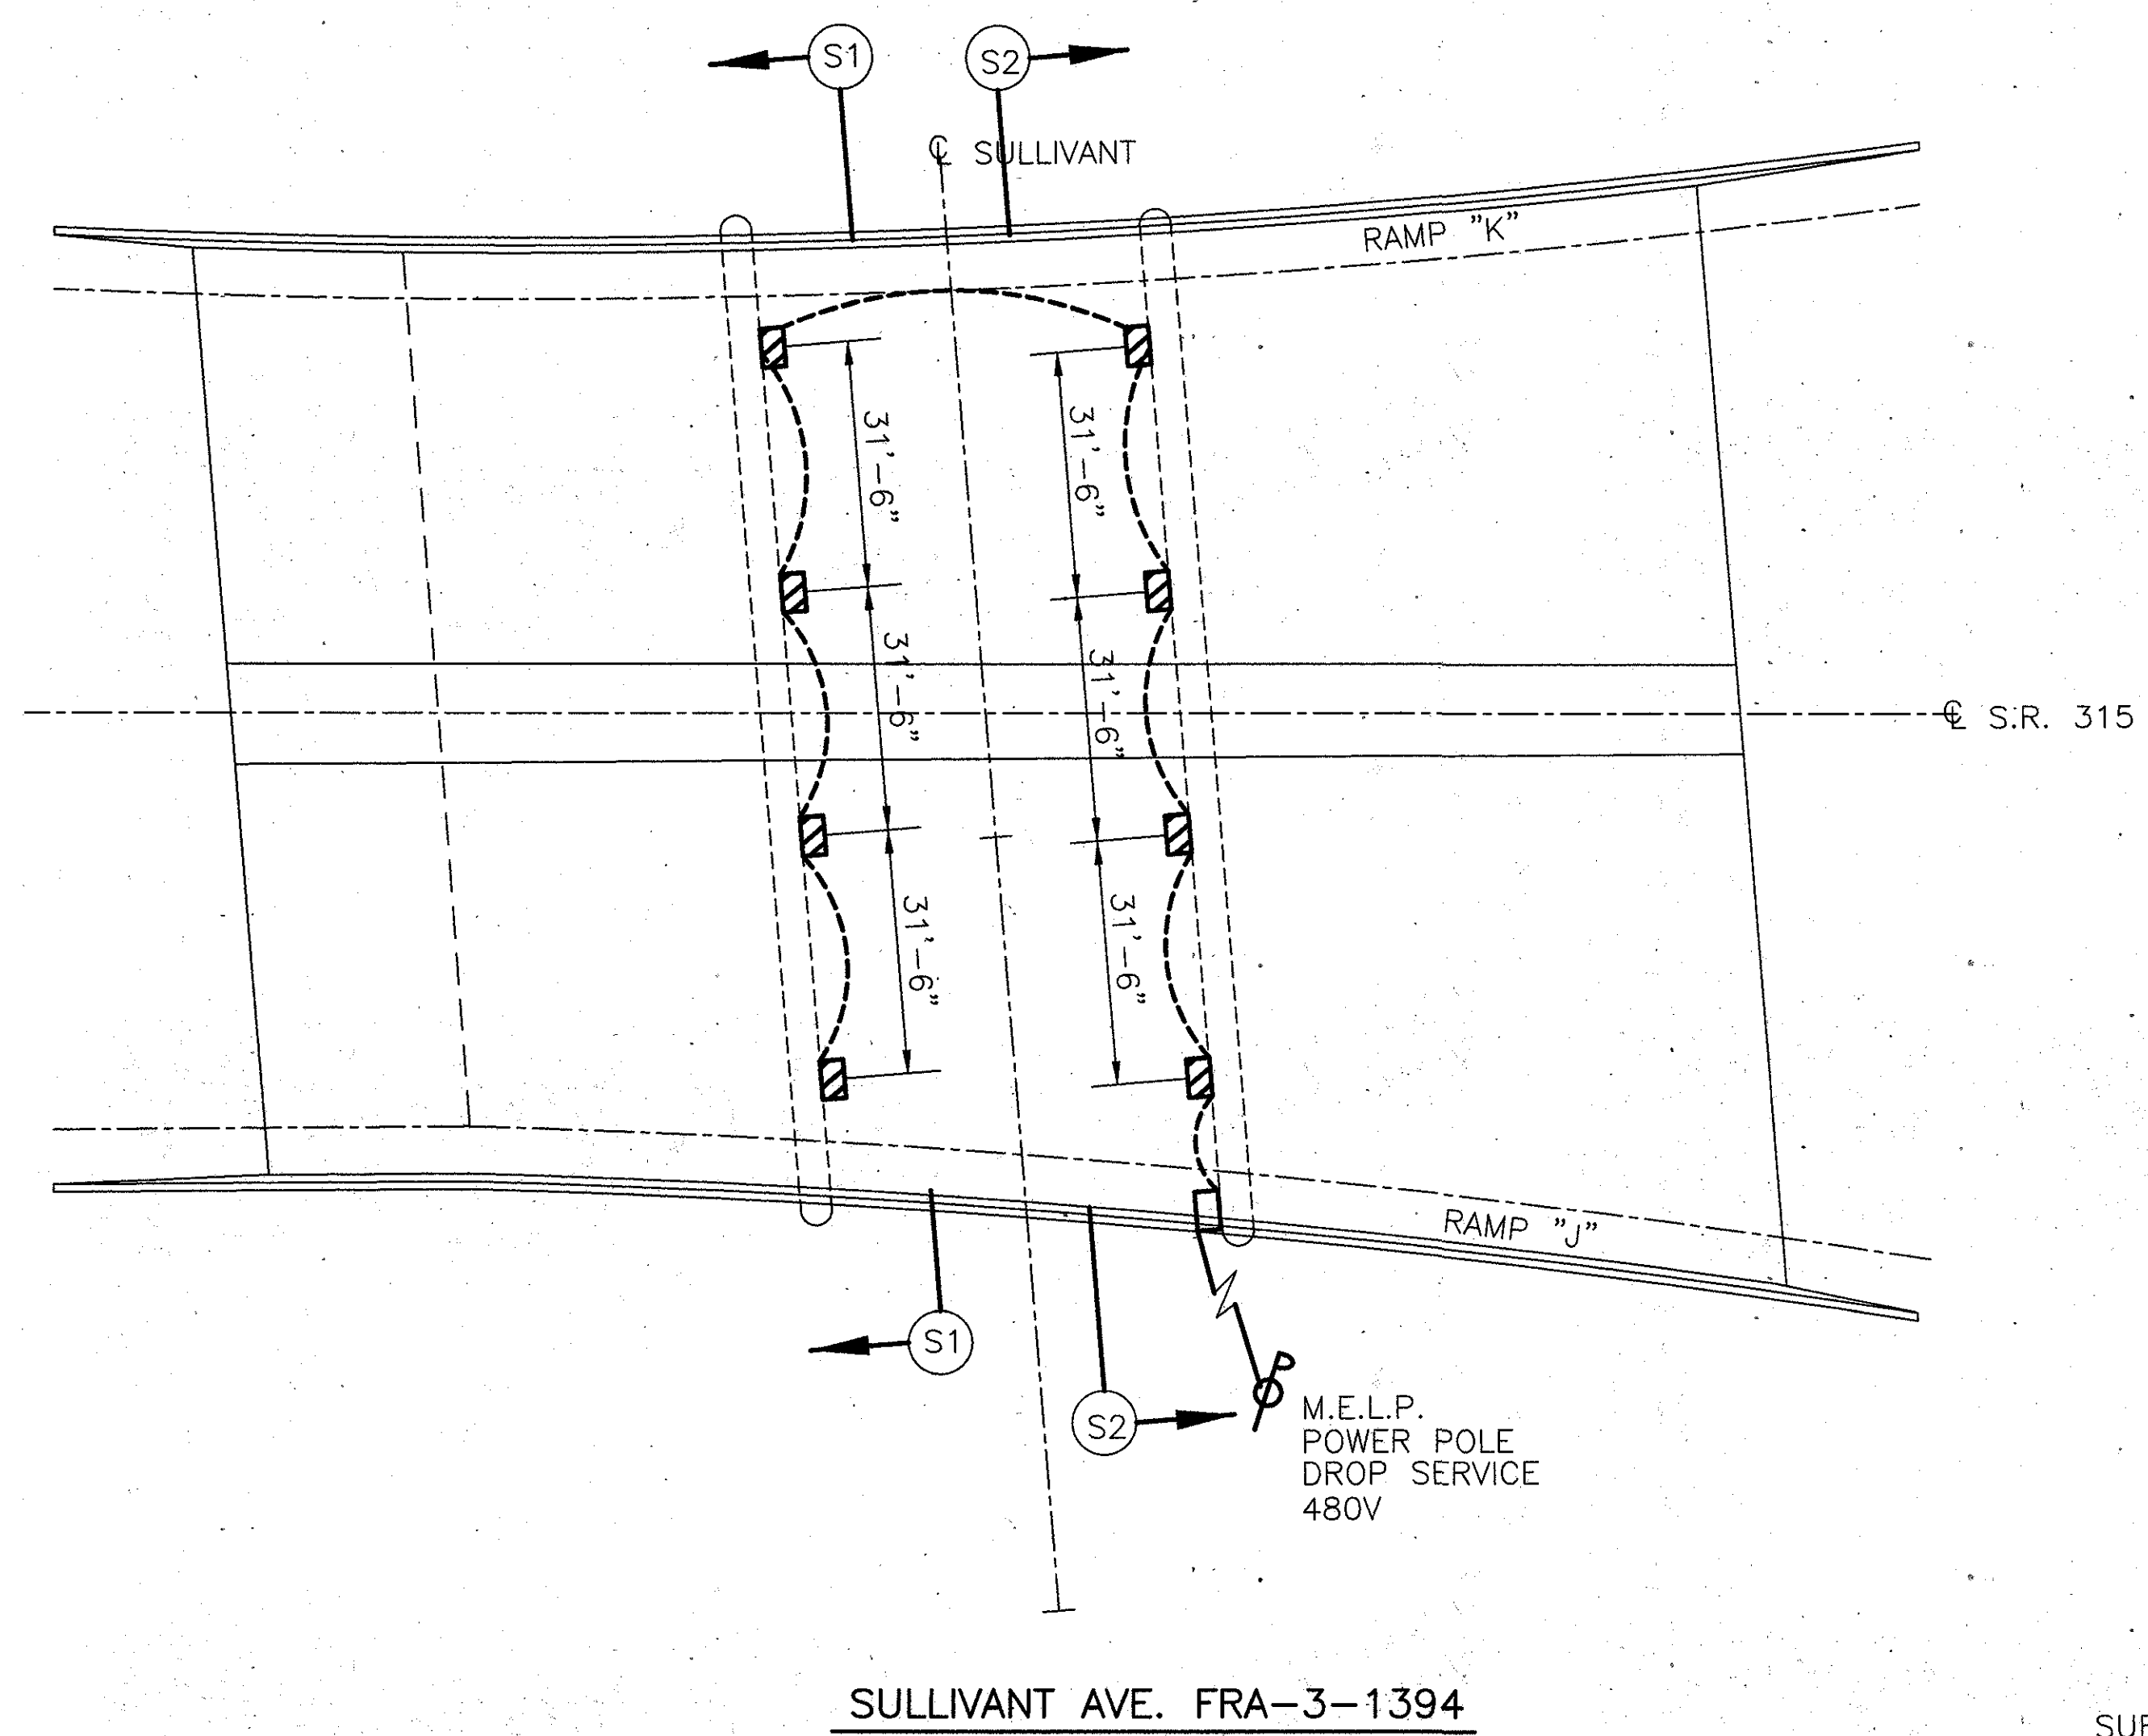 S1
S2
℄ SULLIVANT
RAMP "K"
31'-6"
31'-6"
31'-6"
31'-6"
℄ S.R. 315
31'-6"
31'-6"
RAMP "J"
S1
S2
M.E.L.P.
POWER POLE
DROP SERVICE
480V
SULLIVANT AVE. FRA-3-1394